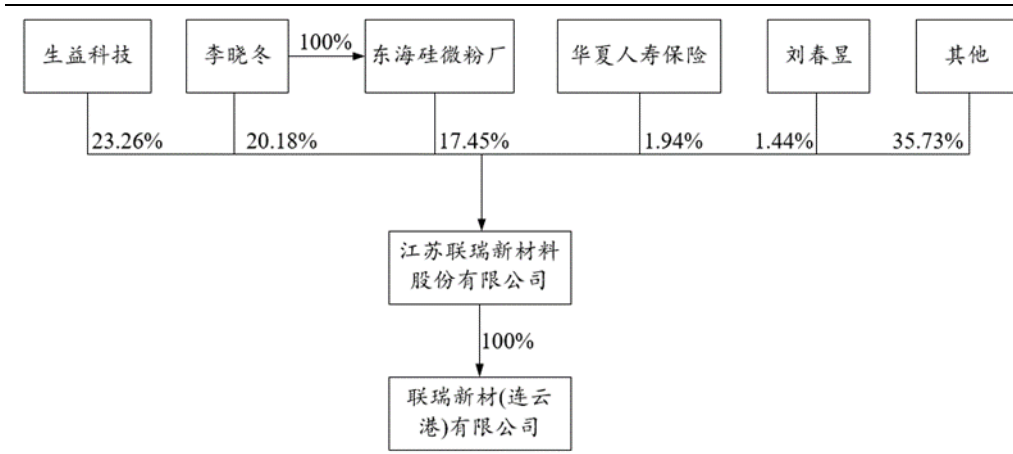 生益科技
李晓冬
100%
东海硅微粉厂
华夏人寿保险
刘春昱
其他
23.26%
20.18%
17.45%
1.94%
1.44%
35.73%
江苏联瑞新材料
股份有限公司
100%
联瑞新材(连云
港)有限公司